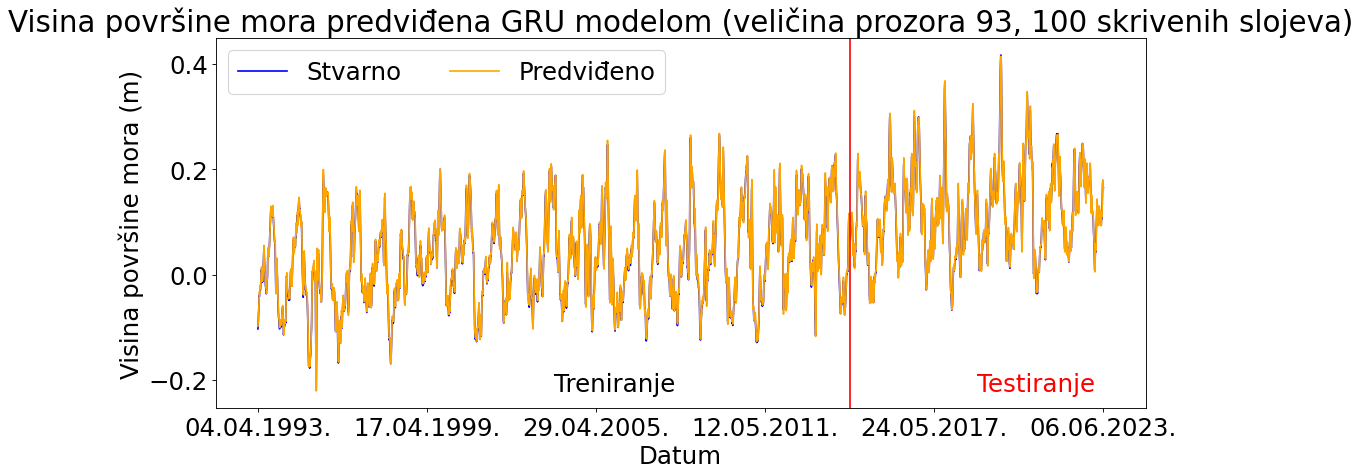 Visina površine mora predviđena GRU modelom (veličina prozora 93, 100 skrivenih slojeva)
Stvarno Predviđeno
Visina površine mora (m)
0.4
0.2
0.0
−0.2
Treniranje Testiranje
04.04.1993. 17.04.1999. 29.04.2005. 12.05.2011. 24.05.2017. 06.06.2023.
Datum